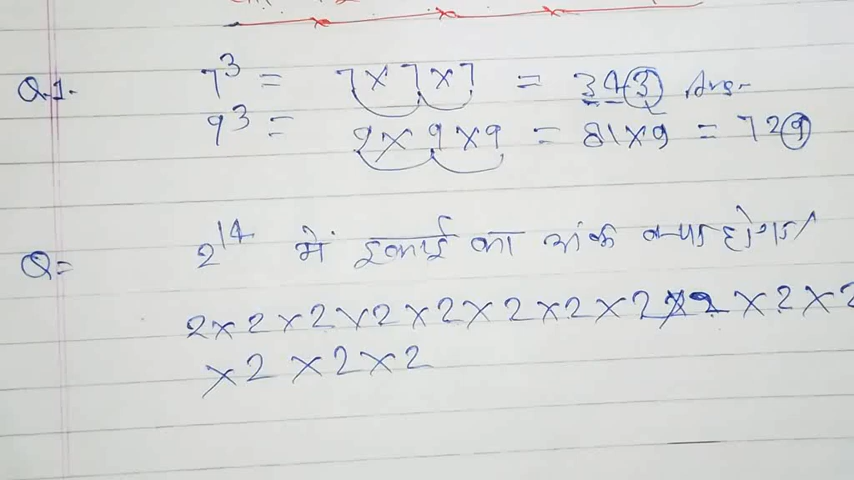 Q.1. 7³ = 7×7×7 = 343 Ans-
9³ = 9×9×9 = 81×9 = 729
Q= 2¹⁴ में इकाई का अंक क्या होगा
2×2×2×2×2×2×2×2×2×2×2
×2×2×2